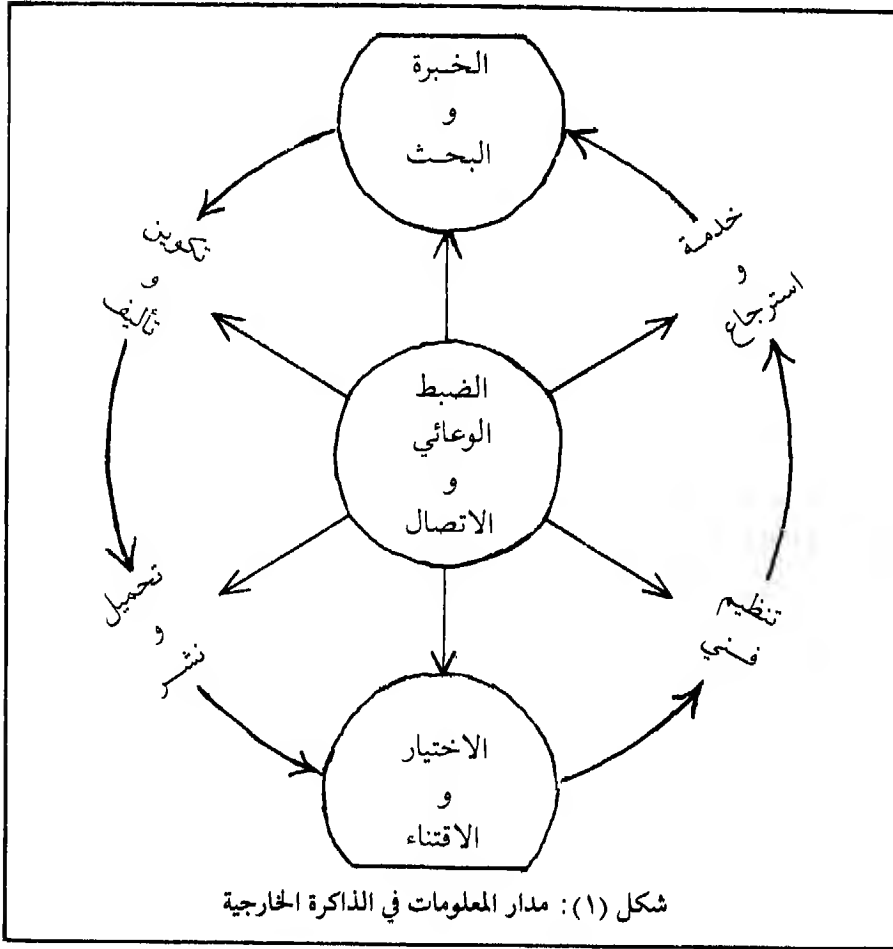 الخبرة
و
البحث
خدمة
و
استرجاع
تكوين
و
تأليف
الضبط
الوعائي
و
الاتصال
تنظيم
فني
تحميل
و
نشر
الاختيار
و
الاقتناء
شكل (١): مدار المعلومات في الذاكرة الخارجية